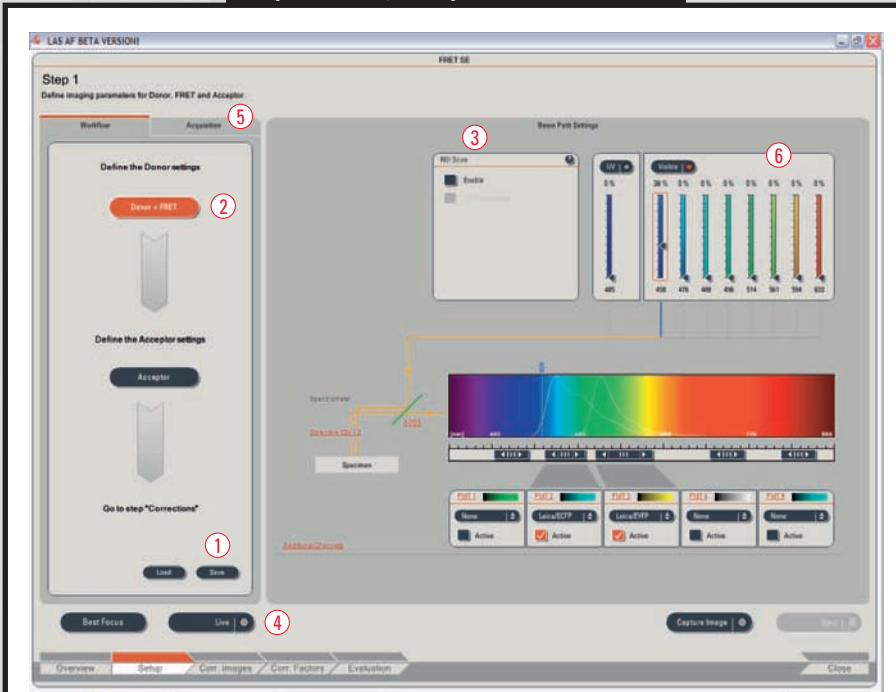 LAS AF BETA VERSION!
FRET SE
Step 1
Define imaging parameters for Donor, FRET and Acceptor.
Workflow
Acquisition
5
Define the Donor settings
Donor + FRET
2
Define the Acceptor settings
Acceptor
Go to step "Corrections"
1
Load
Save
Beam Path Settings
3
ROI Scan
Enable
UV
Visible
6
0 %
38 % 0 % 0 % 0 % 0 % 0 % 0 % 0 %
405
458 476 488 496 514 561 594 633
Spectrometer
Specimen
[nm]
PMT 1 PMT 2 PMT 3 PMT 4
None Leica/ECFP Leica/EYFP None None
Active Active Active Active Active
Additional Channels
Best Focus
Live
4
Capture Image
Overview
Setup
Corr. Images
Corr. Factors
Evaluation
Close